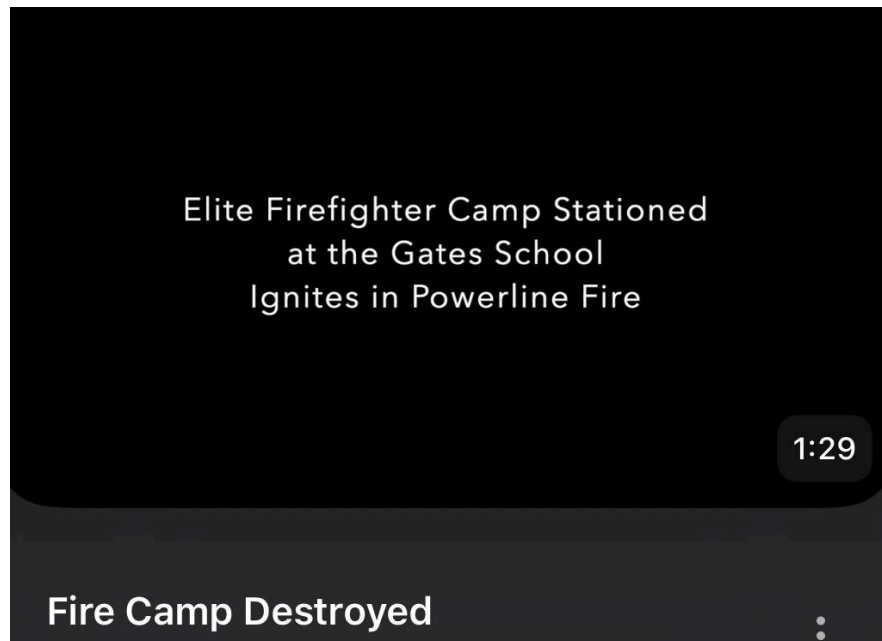 Elite Firefighter Camp Stationed
at the Gates School
Ignites in Powerline Fire
1:29
Fire Camp Destroyed